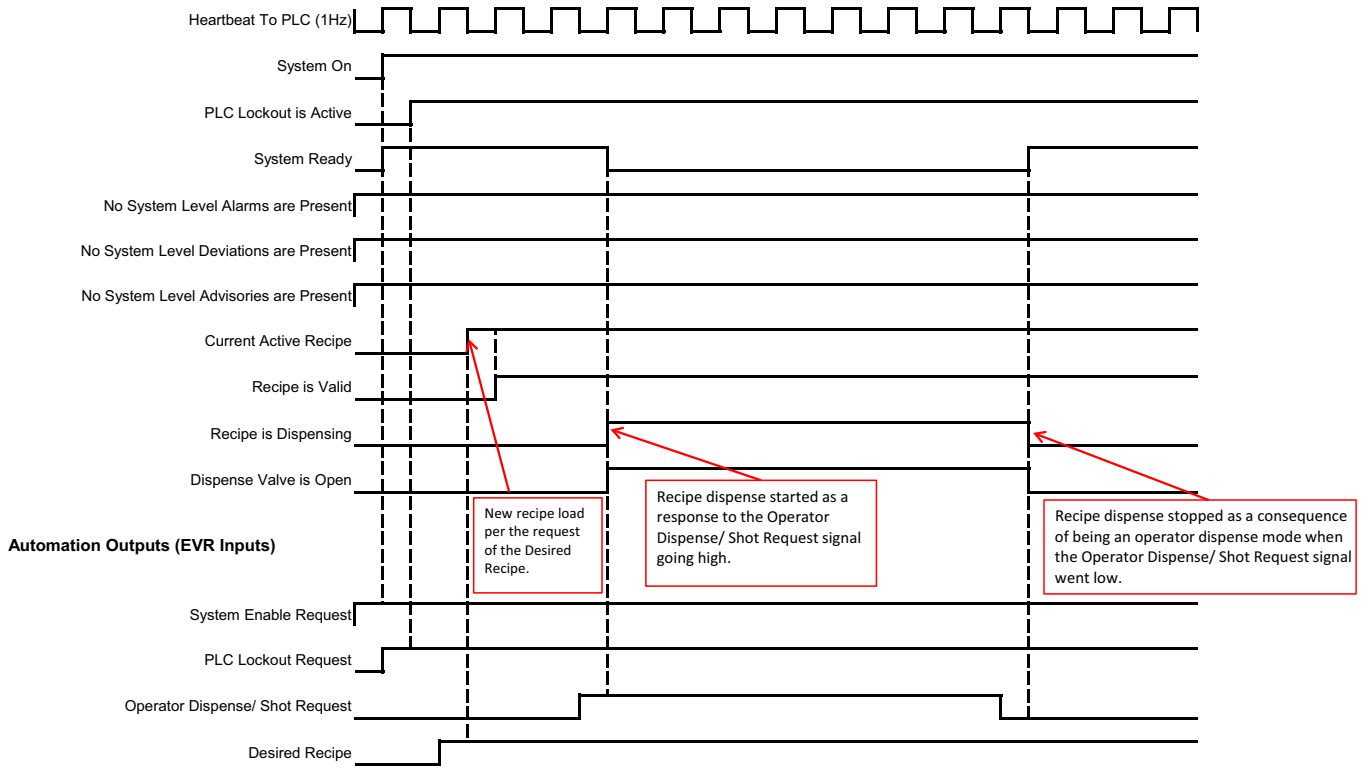 Heartbeat To PLC (1Hz)
System On
PLC Lockout is Active
System Ready
No System Level Alarms are Present
No System Level Deviations are Present
No System Level Advisories are Present
Current Active Recipe
Recipe is Valid
Recipe is Dispensing
Dispense Valve is Open
New recipe load
per the request
of the Desired
Recipe.
Recipe dispense started as a
response to the Operator
Dispense/ Shot Request signal
going high.
Recipe dispense stopped as a consequence
of being an operator dispense mode when
the Operator Dispense/ Shot Request signal
went low.
Automation Outputs (EVR Inputs)
System Enable Request
PLC Lockout Request
Operator Dispense/ Shot Request
Desired Recipe